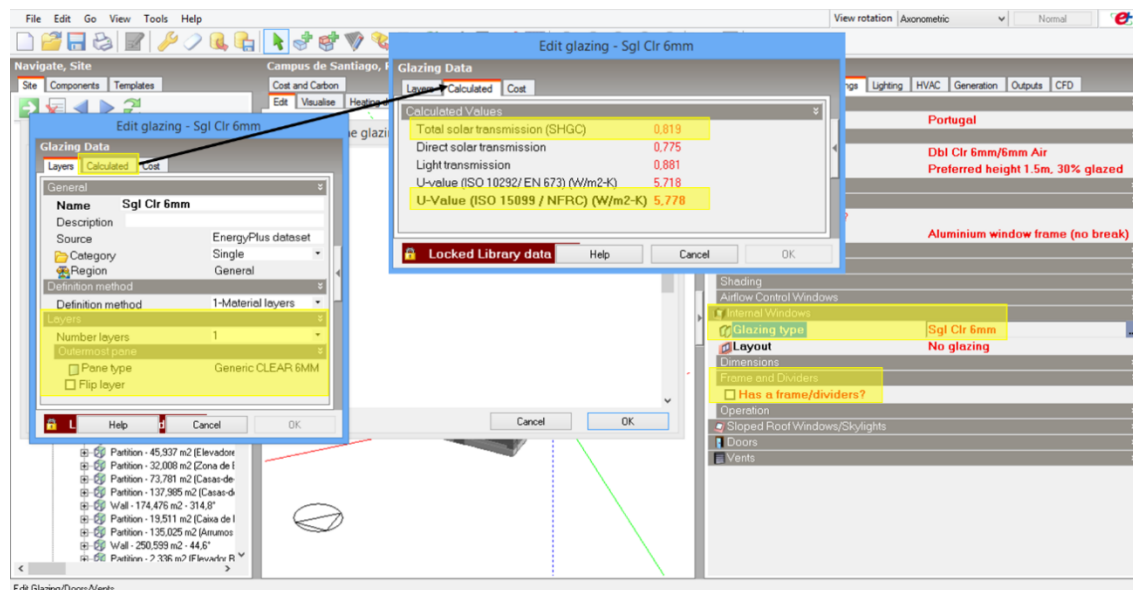 File Edit Go View Tools Help
View rotation Axonometric Normal
Navigate, Site
Site Components Templates
Campus de Santiago,
Cost and Carbon
Edit Visualise Heating
Edit glazing - Sgl Clr 6mm
Glazing Data
Layers Calculated Cost
General
Name Sgl Clr 6mm
Description
Source EnergyPlus dataset
Category Single
Region General
Definition method
Definition method 1-Material layers
Layers
Number layers 1
Outermost pane
Pane type Generic CLEAR 6MM
Flip layer
L Help d Cancel OK
Edit glazing - Sgl Clr 6mm
Glazing Data
Layers Calculated Cost
Calculated Values
Total solar transmission (SHGC) 0,819
Direct solar transmission 0,775
Light transmission 0,881
U-value (ISO 10292/ EN 673) (W/m2-K) 5,718
U-Value (ISO 15099 / NFRC) (W/m2-K) 5,778
Locked Library data Help Cancel OK
Cancel OK
Partition - 45,937 m2 (Elevadore
Partition - 32,008 m2 (Zona de E
Partition - 73,781 m2 (Casas-de-
Partition - 137,985 m2 (Casas-de
Wall - 174,476 m2 - 314,8°
Partition - 19,511 m2 (Caixa de l
Partition - 135,025 m2 (Arrumos
Wall - 250,599 m2 - 44,6°
Partition - 2,336 m2 (Elevador R
Edit Glazing/Doors/Vents
ngs Lighting HVAC Generation Outputs CFD
Portugal
Dbl Clr 6mm/6mm Air
Preferred height 1.5m, 30% glazed
Aluminium window frame (no break)
Shading
Airflow Control Windows
Internal Windows
Glazing type Sgl Clr 6mm
Layout No glazing
Dimensions
Frame and Dividers
Has a frame/dividers?
Operation
Sloped Roof Windows/Skylights
Doors
Vents